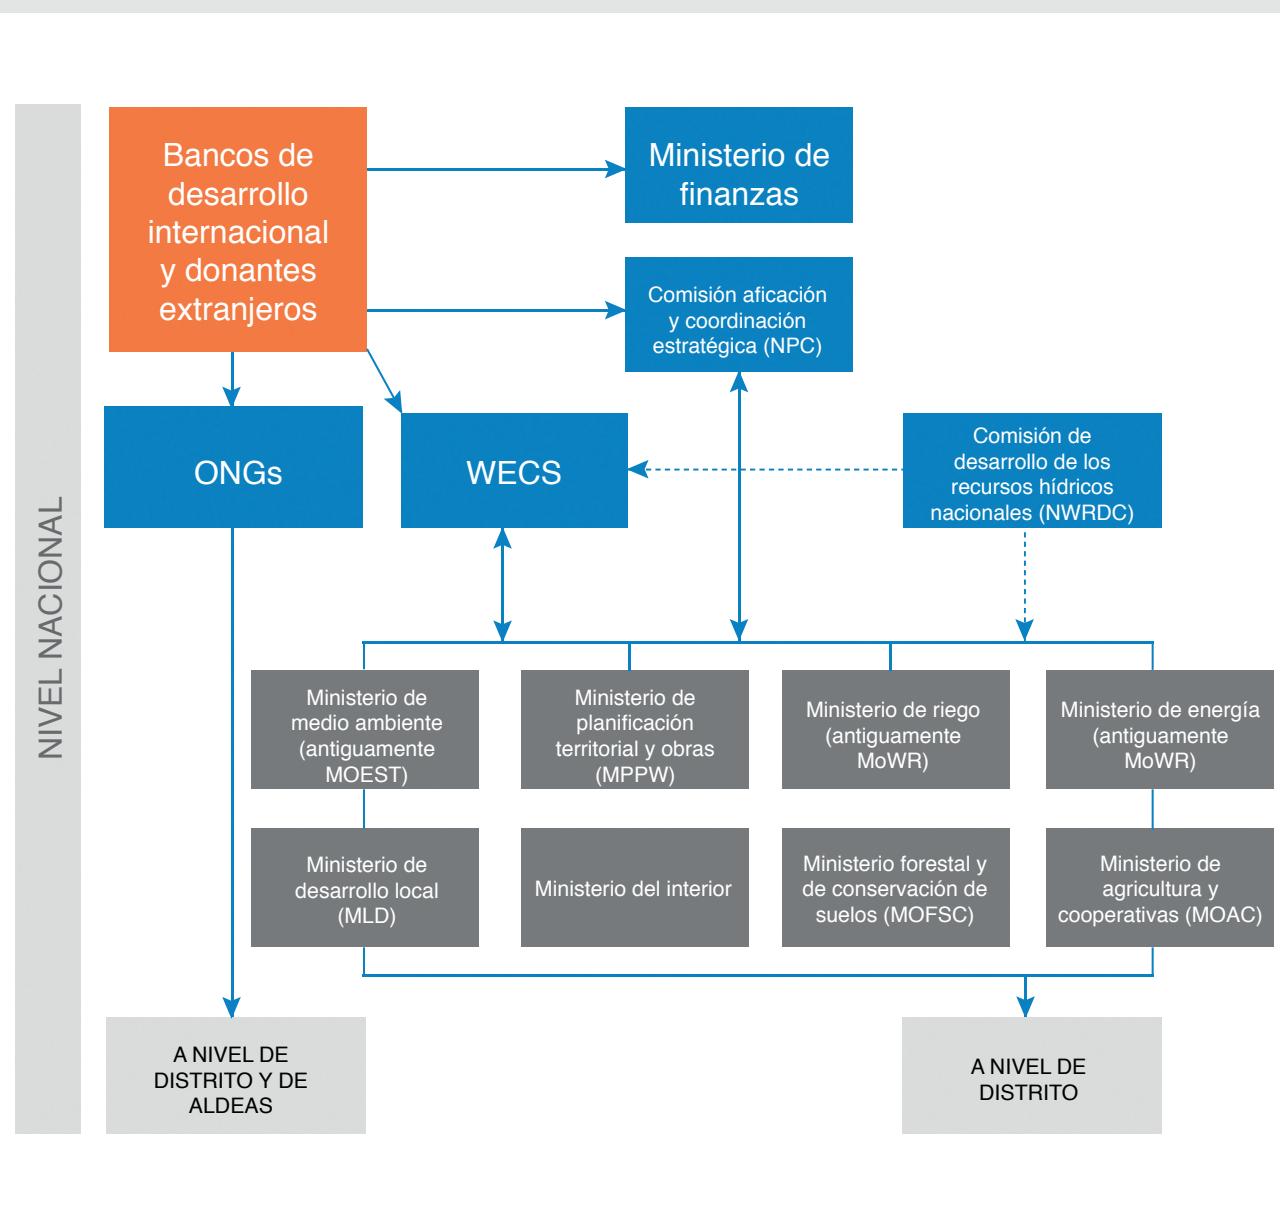 NIVEL NACIONAL
Bancos de
desarrollo
internacional
y donantes
extranjeros
Ministerio de
finanzas
Comisión aficación
y coordinación
estratégica (NPC)
ONGs
WECS
Comisión de
desarrollo de los
recursos hídricos
nacionales (NWRDC)
Ministerio de
medio ambiente
(antiguamente
MOEST)
Ministerio de
planificación
territorial y obras
(MPPW)
Ministerio de riego
(antiguamente
MoWR)
Ministerio de energía
(antiguamente
MoWR)
Ministerio de
desarrollo local
(MLD)
Ministerio del interior
Ministerio forestal y
de conservación de
suelos (MOFSC)
Ministerio de
agricultura y
cooperativas (MOAC)
A NIVEL DE
DISTRITO Y DE
ALDEAS
A NIVEL DE
DISTRITO